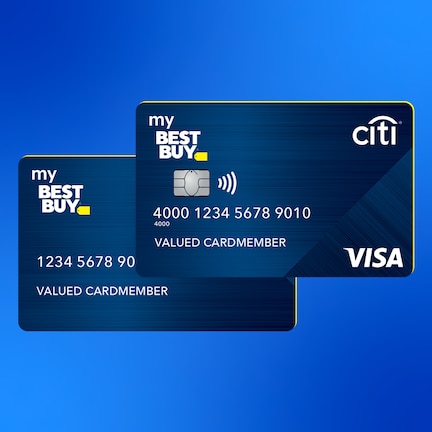 my
BEST
BUY
citi
4000 1234 5678 9010
4000
VALUED CARDMEMBER
VISA
my
BEST
BUY
1234 5678 90
VALUED CARDMEMBER